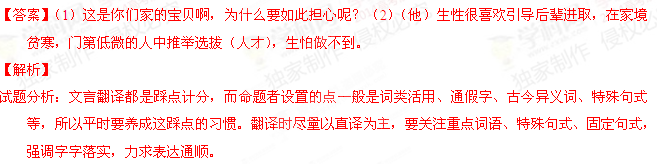 【答案】（1）这是你们家的宝贝啊，为什么要如此担心呢？（2）（他）生性很喜欢引导后辈进取，在家境
贫寒，门第低微的人中推举选拔（人才），生怕做不到。
【解析】
试题分析：文言翻译都是踩点计分，而命题者设置的点一般是词类活用、通假字、古今异义词、特殊句式
等，所以平时要养成这踩点的习惯。翻译时尽量以直译为主，要关注重点词语、特殊句式、固定句式，
强调字字落实，力求表达通顺。